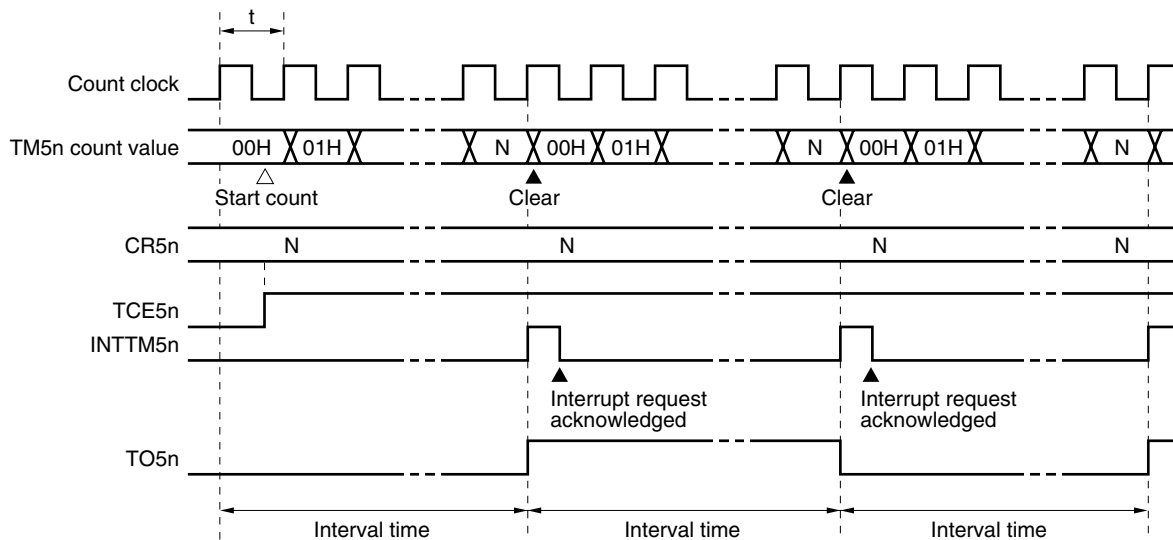 t
Count clock
TM5n count value 00H 01H N 00H 01H N 00H 01H N
Start count Clear Clear
CR5n N N N N
TCE5n
INTTM5n
Interrupt request
acknowledged
Interrupt request
acknowledged
TO5n
Interval time Interval time Interval time